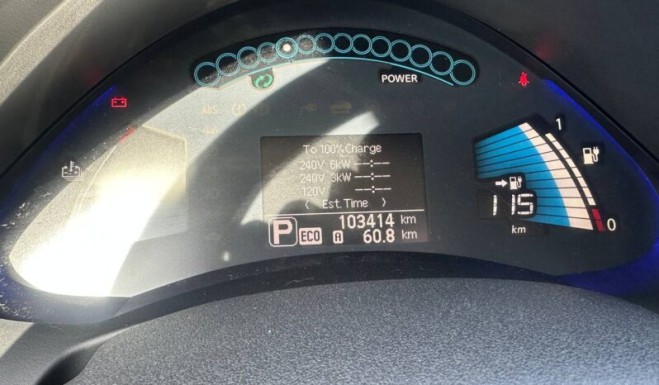 POWER
1
To 100% Charge
240V 6kW --:--
240V 3kW --:--
120V --:--
< Est. Time >
115
km
0
P
ECO
103414 km
A 60.8 km